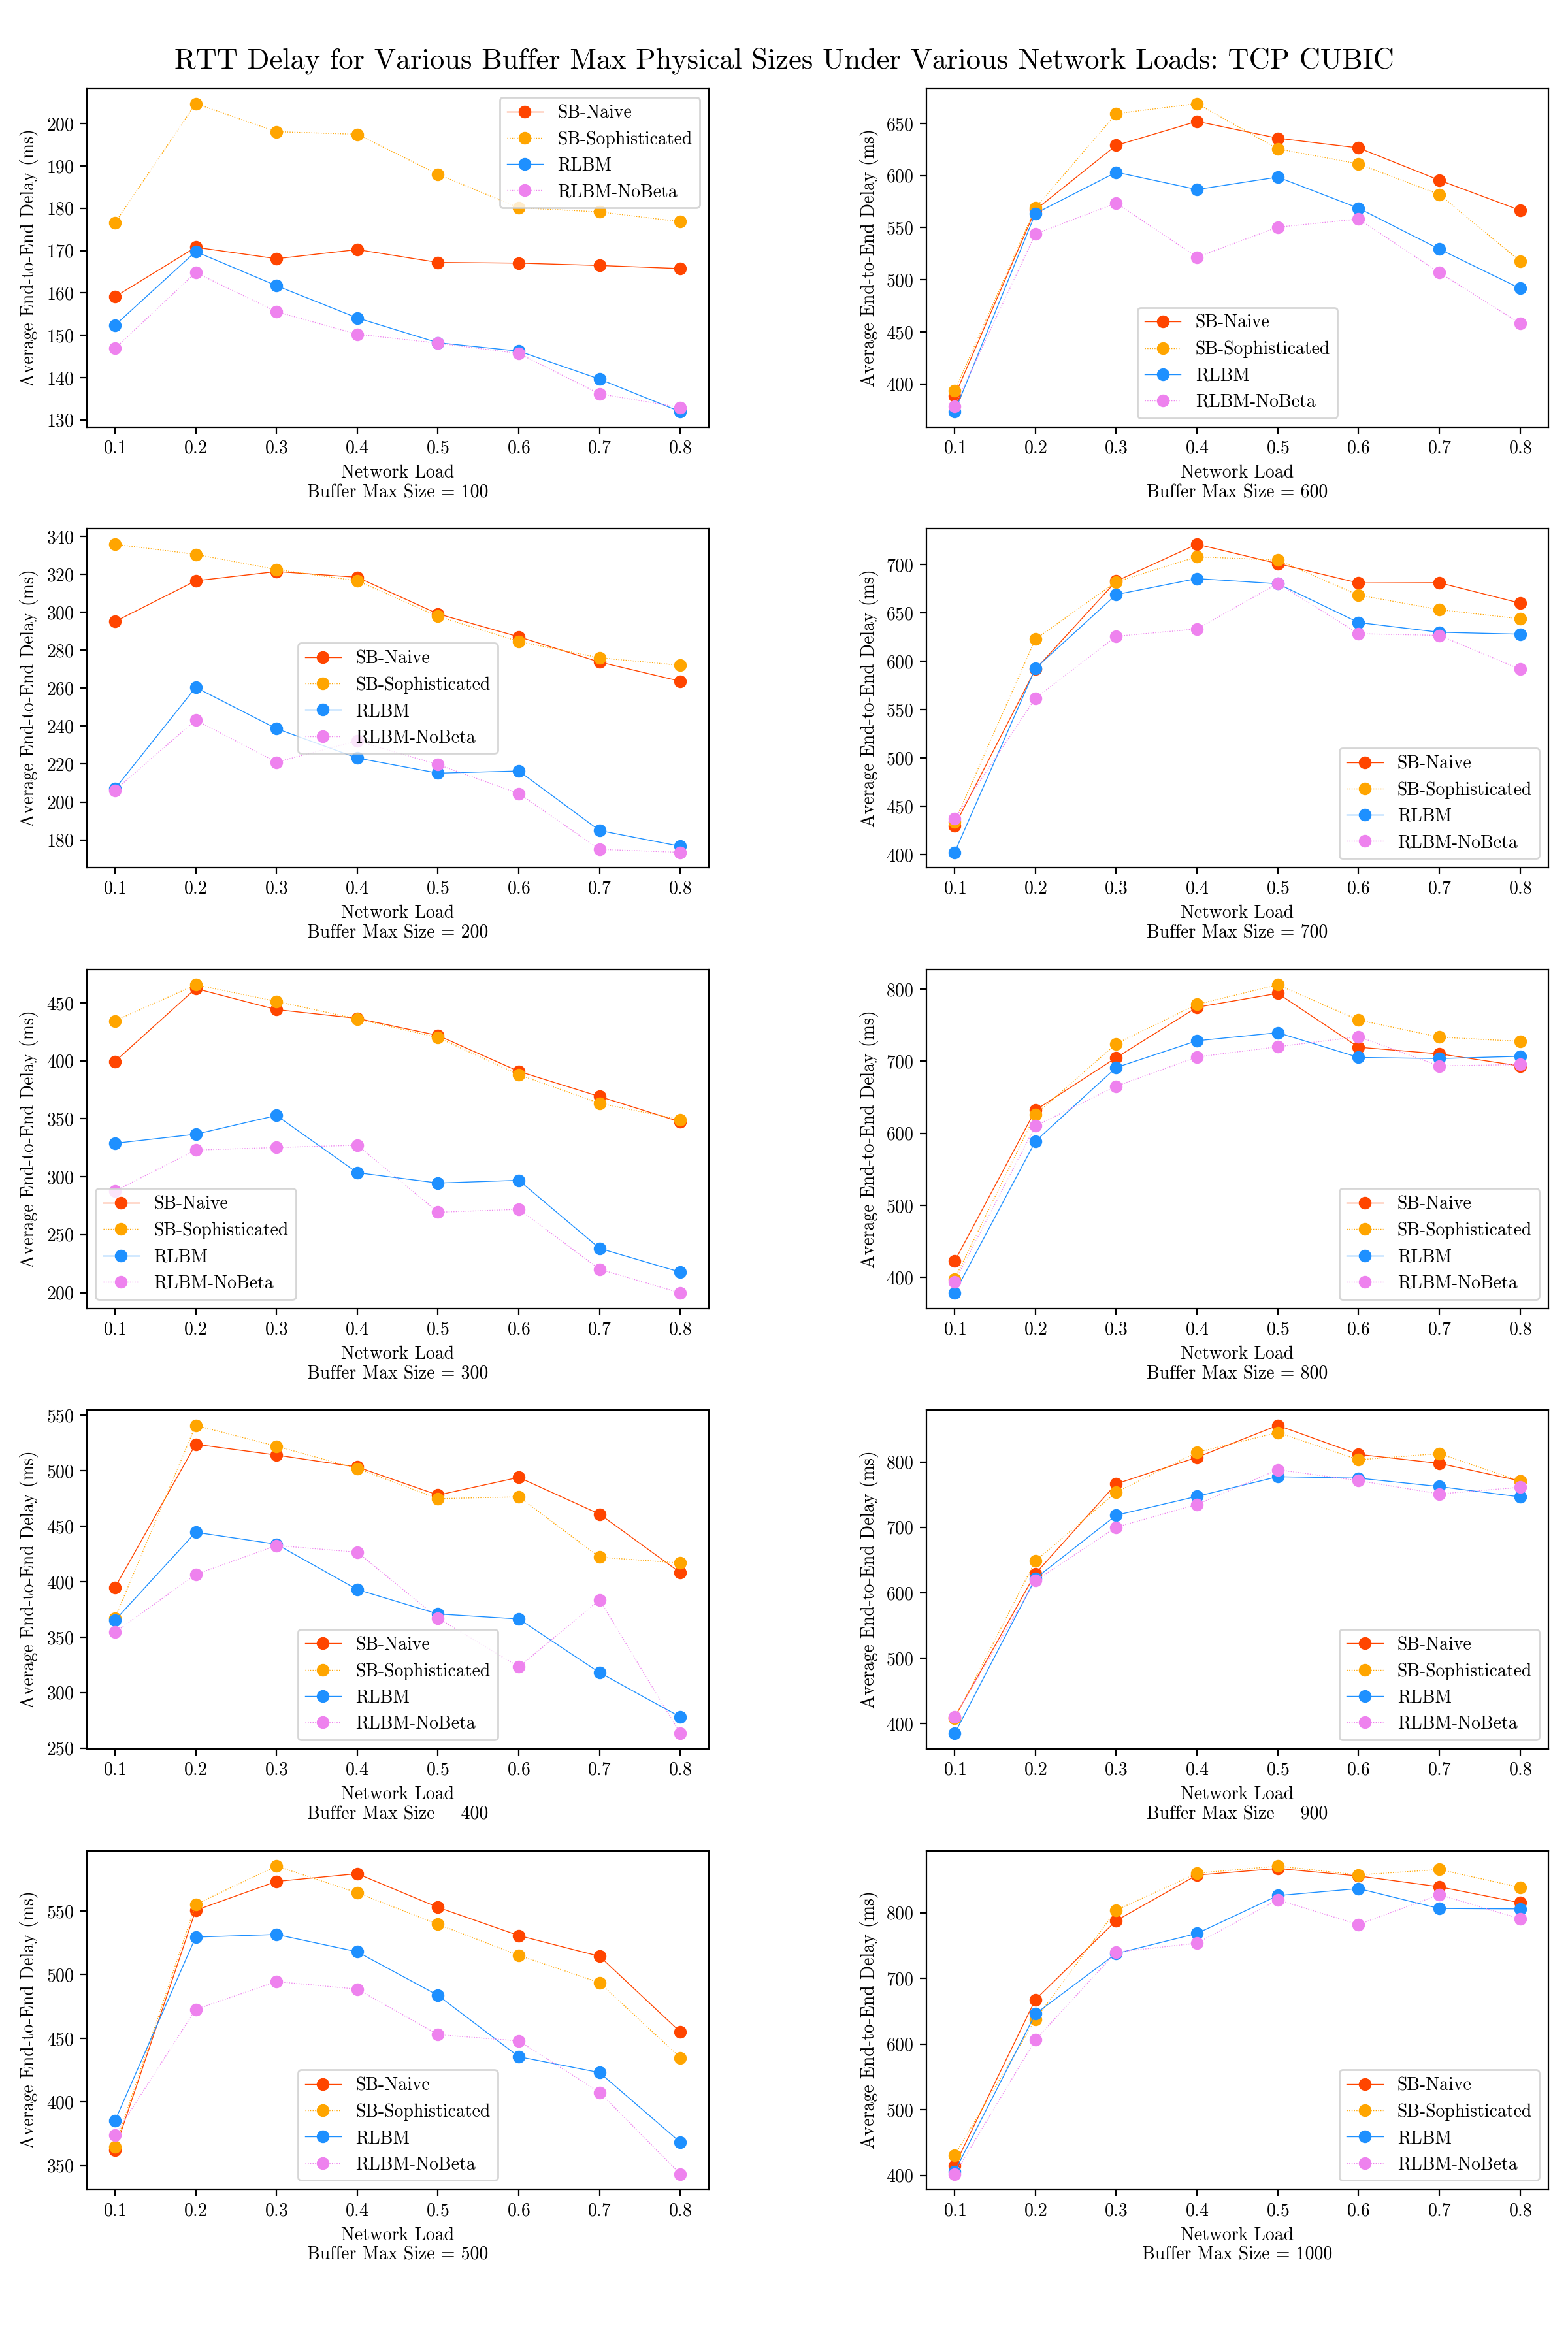 RTT Delay for Various Buffer Max Physical Sizes Under Various Network Loads: TCP CUBIC
Average End-to-End Delay (ms)
200
190
180
170
160
150
140
130
SB-Naive
SB-Sophisticated
RLBM
RLBM-NoBeta
0.1 0.2 0.3 0.4 0.5 0.6 0.7 0.8
Network Load
Buffer Max Size = 100
Average End-to-End Delay (ms)
650
600
550
500
450
400
SB-Naive
SB-Sophisticated
RLBM
RLBM-NoBeta
0.1 0.2 0.3 0.4 0.5 0.6 0.7 0.8
Network Load
Buffer Max Size = 600
Average End-to-End Delay (ms)
340
320
300
280
260
240
220
200
180
SB-Naive
SB-Sophisticated
RLBM
RLBM-NoBeta
0.1 0.2 0.3 0.4 0.5 0.6 0.7 0.8
Network Load
Buffer Max Size = 200
Average End-to-End Delay (ms)
700
650
600
550
500
450
400
SB-Naive
SB-Sophisticated
RLBM
RLBM-NoBeta
0.1 0.2 0.3 0.4 0.5 0.6 0.7 0.8
Network Load
Buffer Max Size = 700
Average End-to-End Delay (ms)
450
400
350
300
250
200
SB-Naive
SB-Sophisticated
RLBM
RLBM-NoBeta
0.1 0.2 0.3 0.4 0.5 0.6 0.7 0.8
Network Load
Buffer Max Size = 300
Average End-to-End Delay (ms)
800
700
600
500
400
SB-Naive
SB-Sophisticated
RLBM
RLBM-NoBeta
0.1 0.2 0.3 0.4 0.5 0.6 0.7 0.8
Network Load
Buffer Max Size = 800
Average End-to-End Delay (ms)
550
500
450
400
350
300
250
SB-Naive
SB-Sophisticated
RLBM
RLBM-NoBeta
0.1 0.2 0.3 0.4 0.5 0.6 0.7 0.8
Network Load
Buffer Max Size = 400
Average End-to-End Delay (ms)
800
700
600
500
400
SB-Naive
SB-Sophisticated
RLBM
RLBM-NoBeta
0.1 0.2 0.3 0.4 0.5 0.6 0.7 0.8
Network Load
Buffer Max Size = 900
Average End-to-End Delay (ms)
550
500
450
400
350
SB-Naive
SB-Sophisticated
RLBM
RLBM-NoBeta
0.1 0.2 0.3 0.4 0.5 0.6 0.7 0.8
Network Load
Buffer Max Size = 500
Average End-to-End Delay (ms)
800
700
600
500
400
SB-Naive
SB-Sophisticated
RLBM
RLBM-NoBeta
0.1 0.2 0.3 0.4 0.5 0.6 0.7 0.8
Network Load
Buffer Max Size = 1000